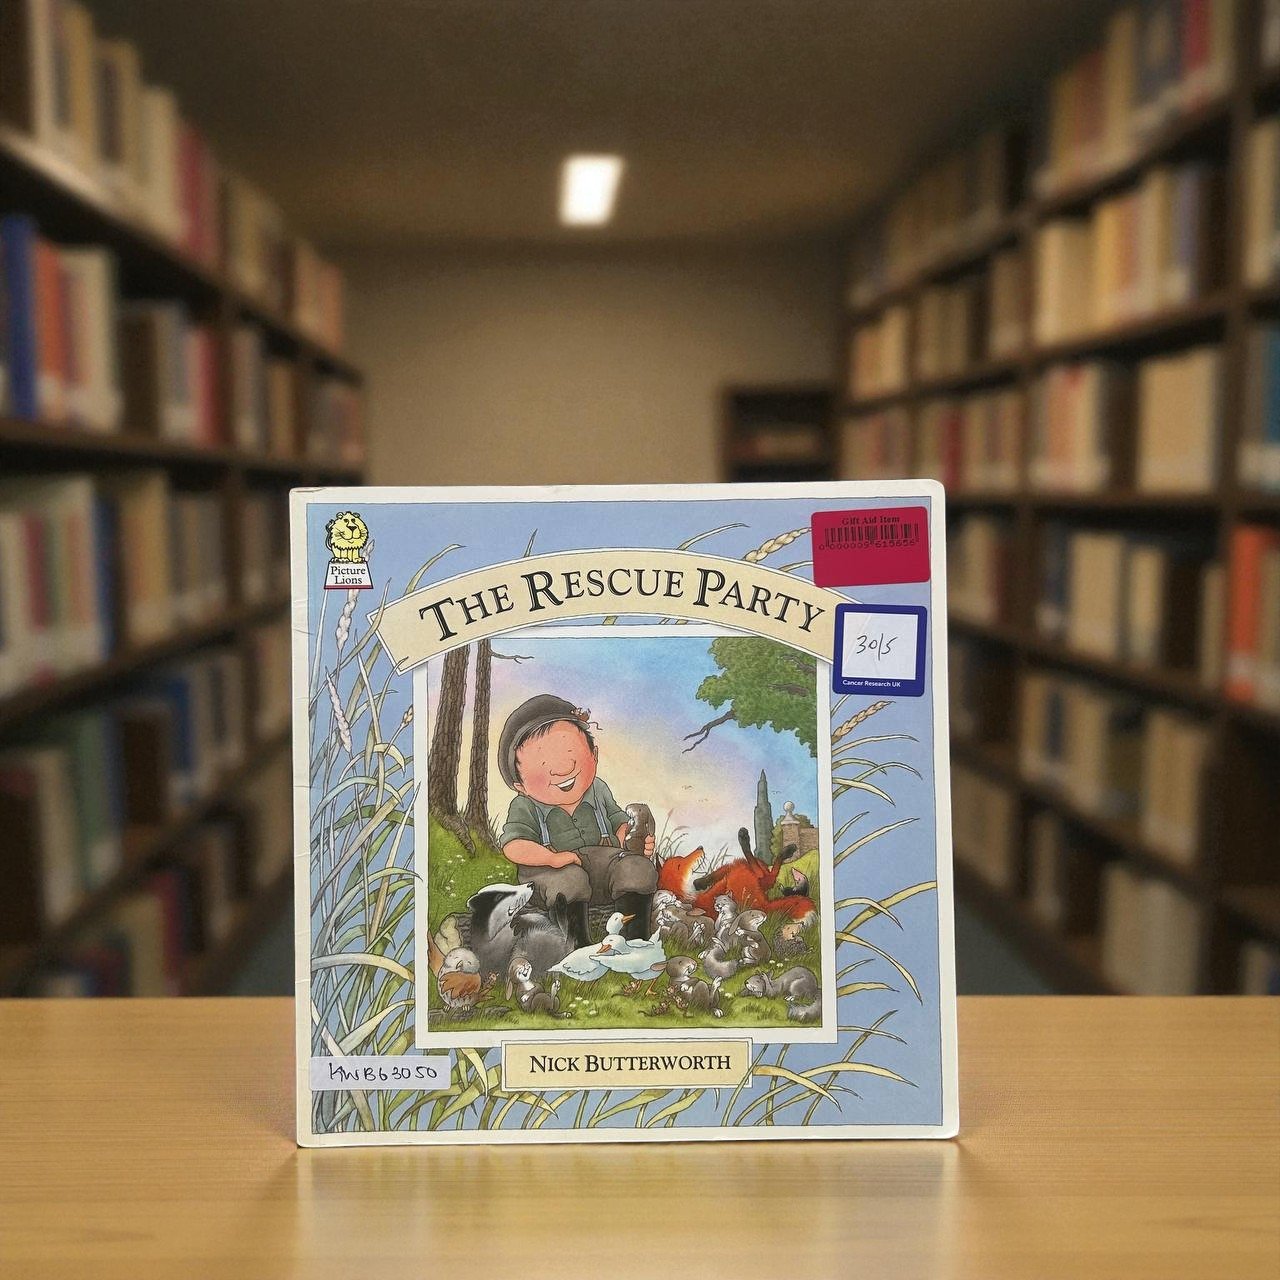 Picture
Lions
THE RESCUE PARTY
Gift Aid Item
30/5
Cancer Research UK
NICK BUTTERWORTH
KWB63050